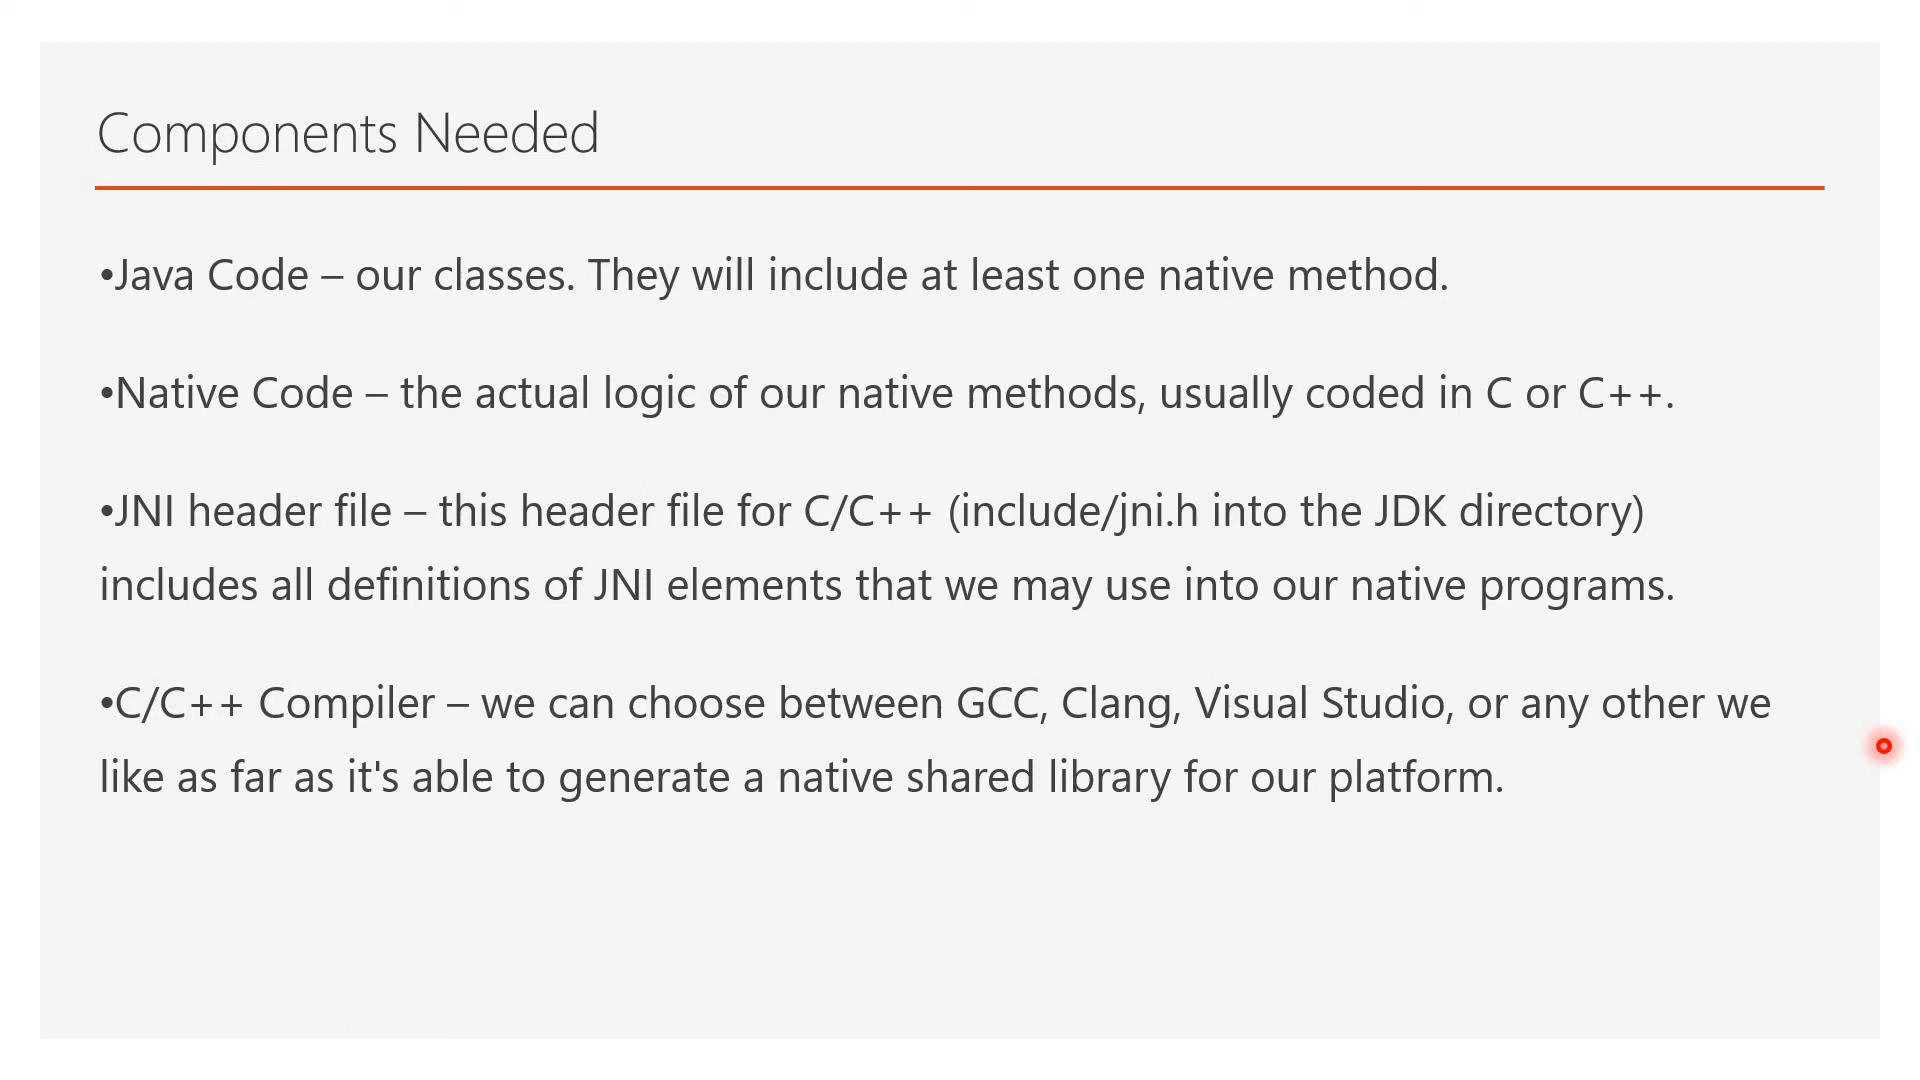 Components Needed
•Java Code – our classes. They will include at least one native method.
•Native Code – the actual logic of our native methods, usually coded in C or C++.
•JNI header file – this header file for C/C++ (include/jni.h into the JDK directory)
includes all definitions of JNI elements that we may use into our native programs.
•C/C++ Compiler – we can choose between GCC, Clang, Visual Studio, or any other we
like as far as it's able to generate a native shared library for our platform.